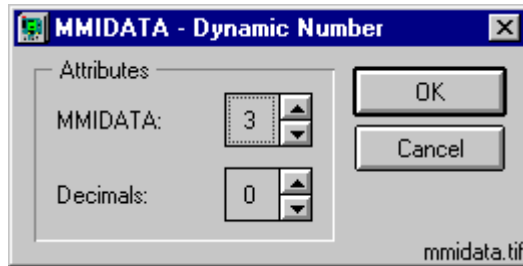 MMIDATA - Dynamic Number
Attributes
MMIDATA: 3
OK
Cancel
Decimals: 0
mmidata.tif